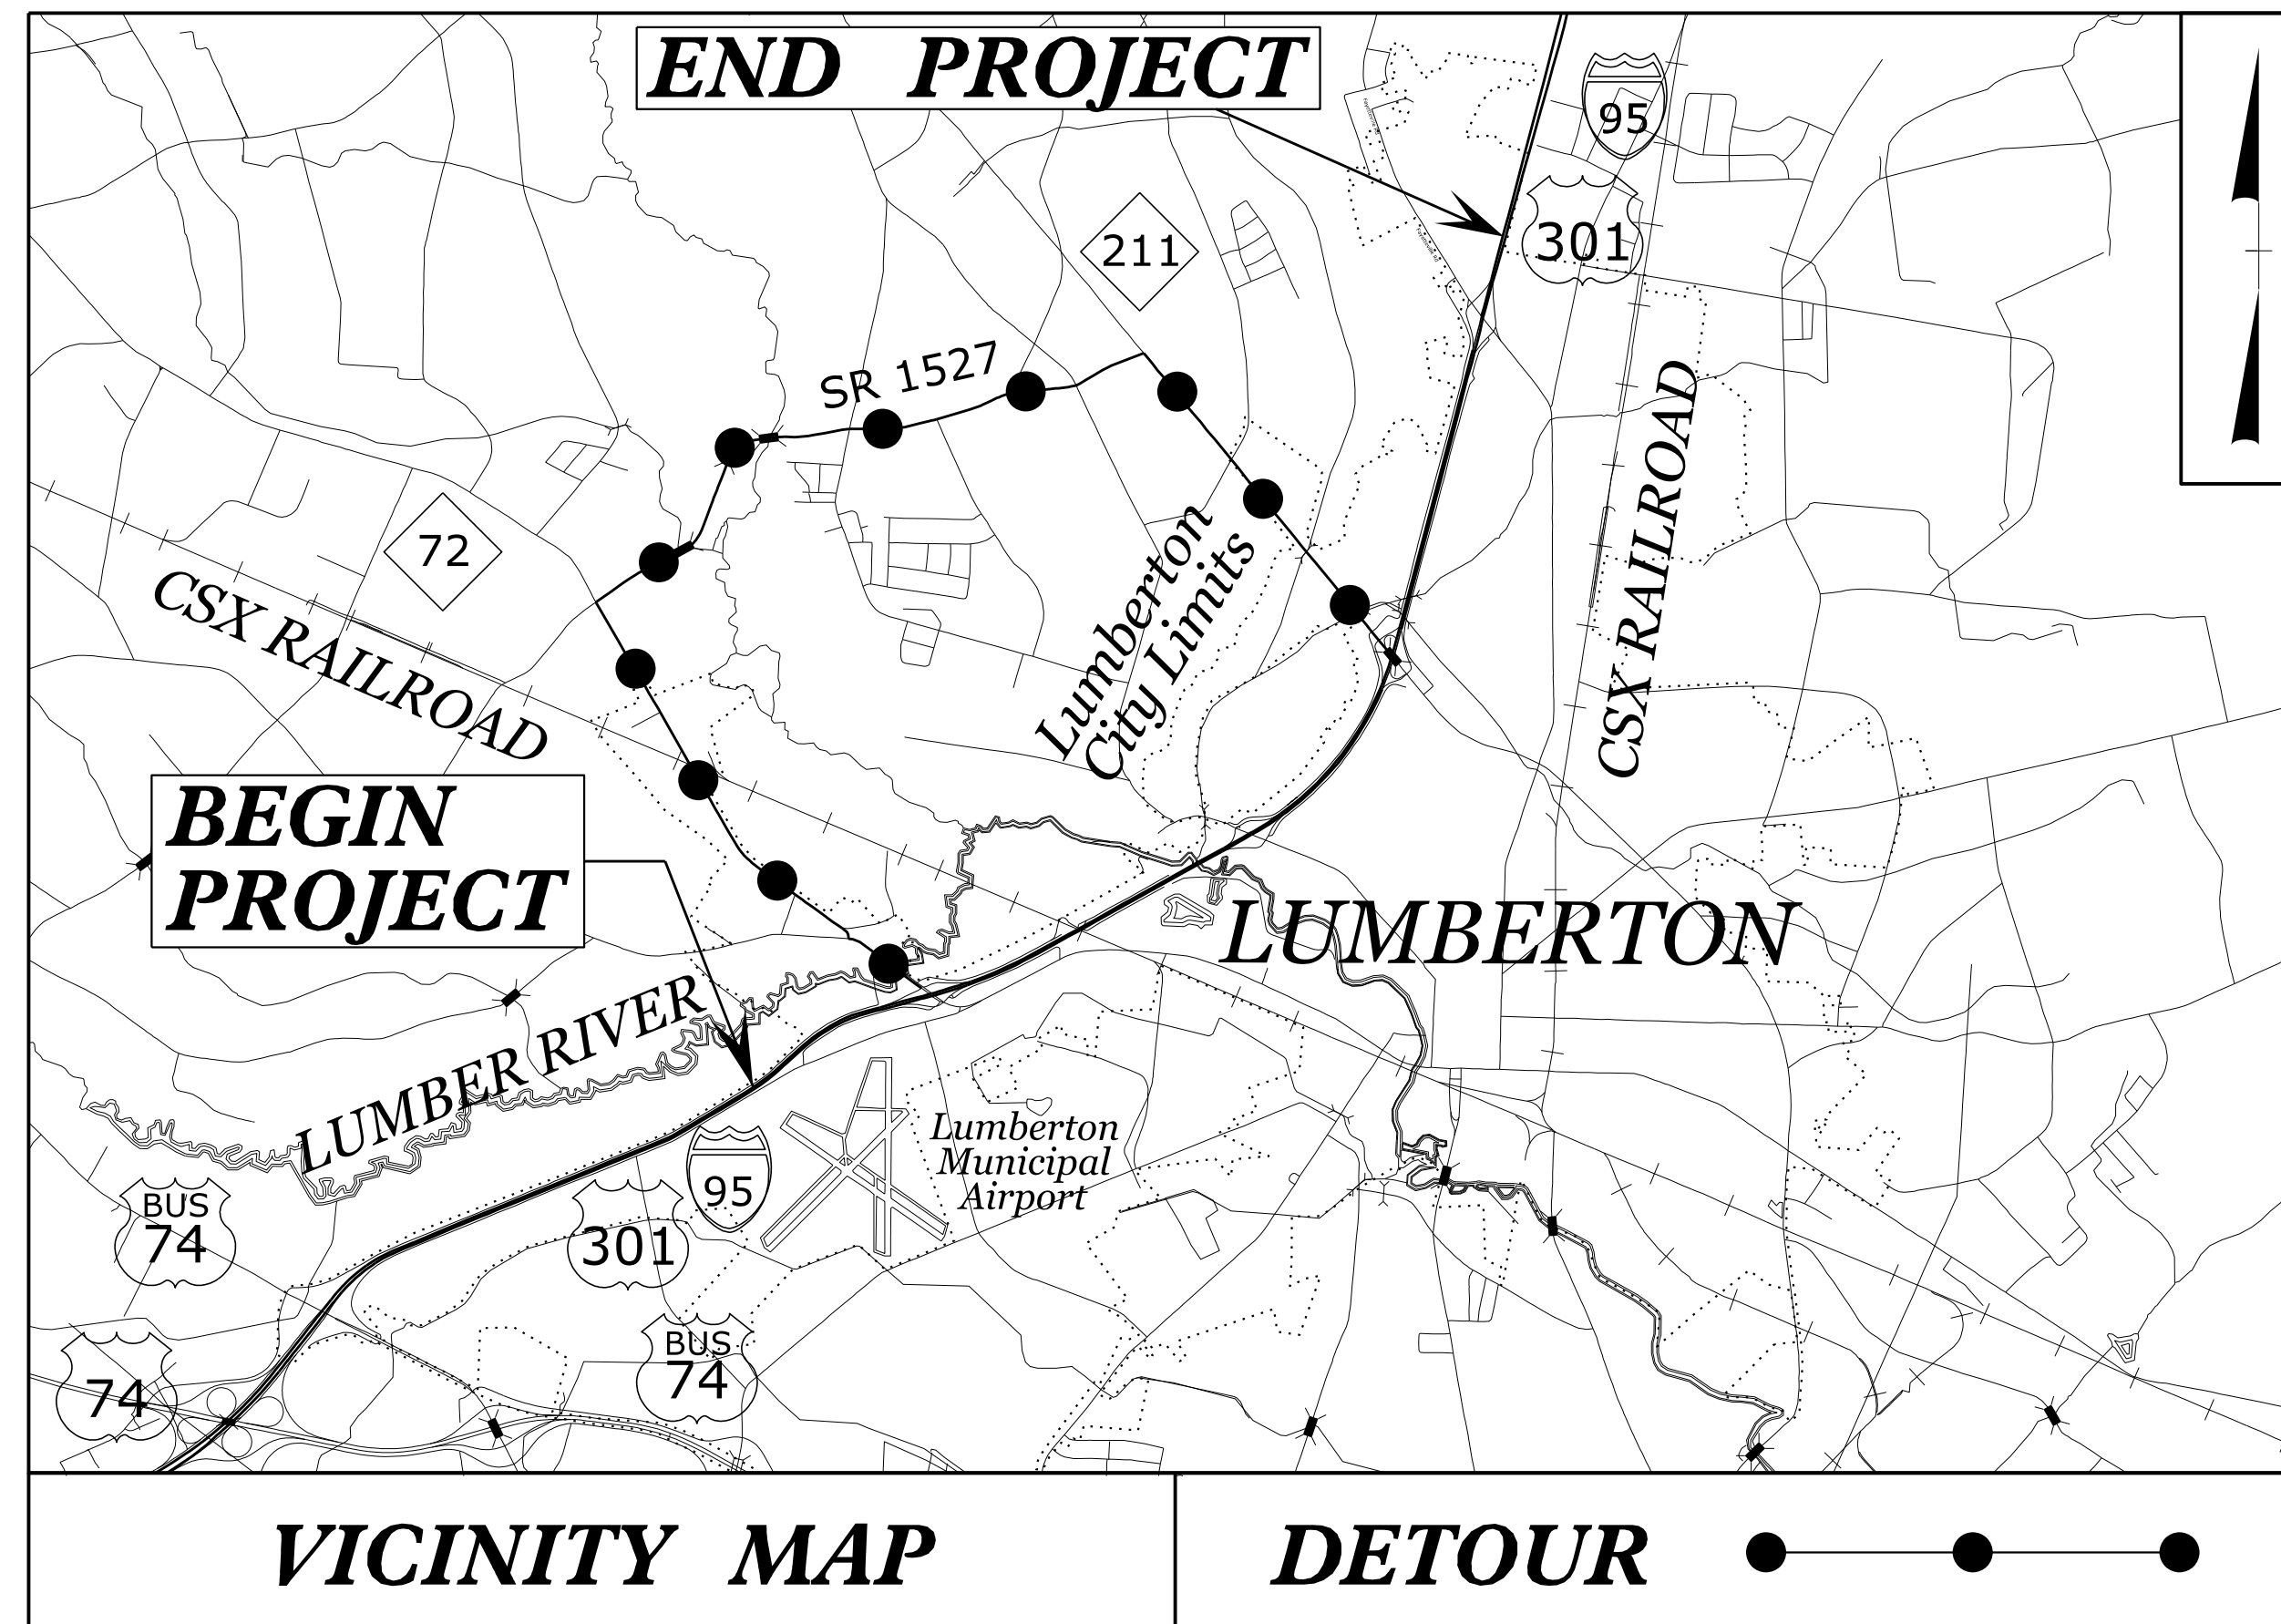 END PROJECT
95
301
211
SR 1527
72
CSX RAILROAD
CSX RAILROAD
Lumberton
City Limits
BEGIN
PROJECT
LUMBERTON
LUMBER RIVER
Lumberton
Municipal
Airport
95
301
BUS
74
BUS
74
74
VICINITY MAP
DETOUR